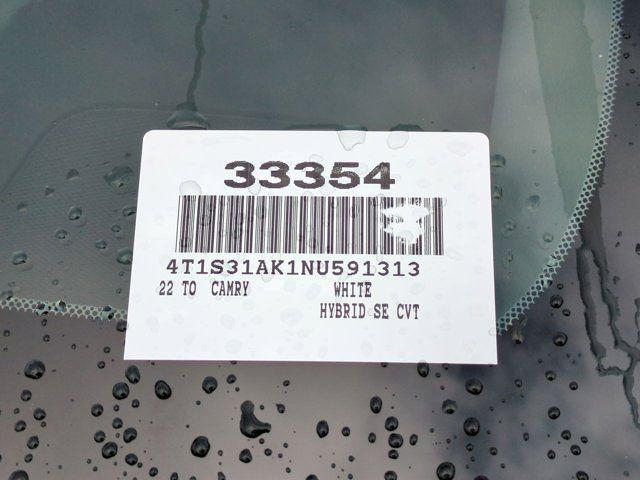 33354
4T1S31AK1NU591313
22 TO CAMRY WHITE
HYBRID SE CVT